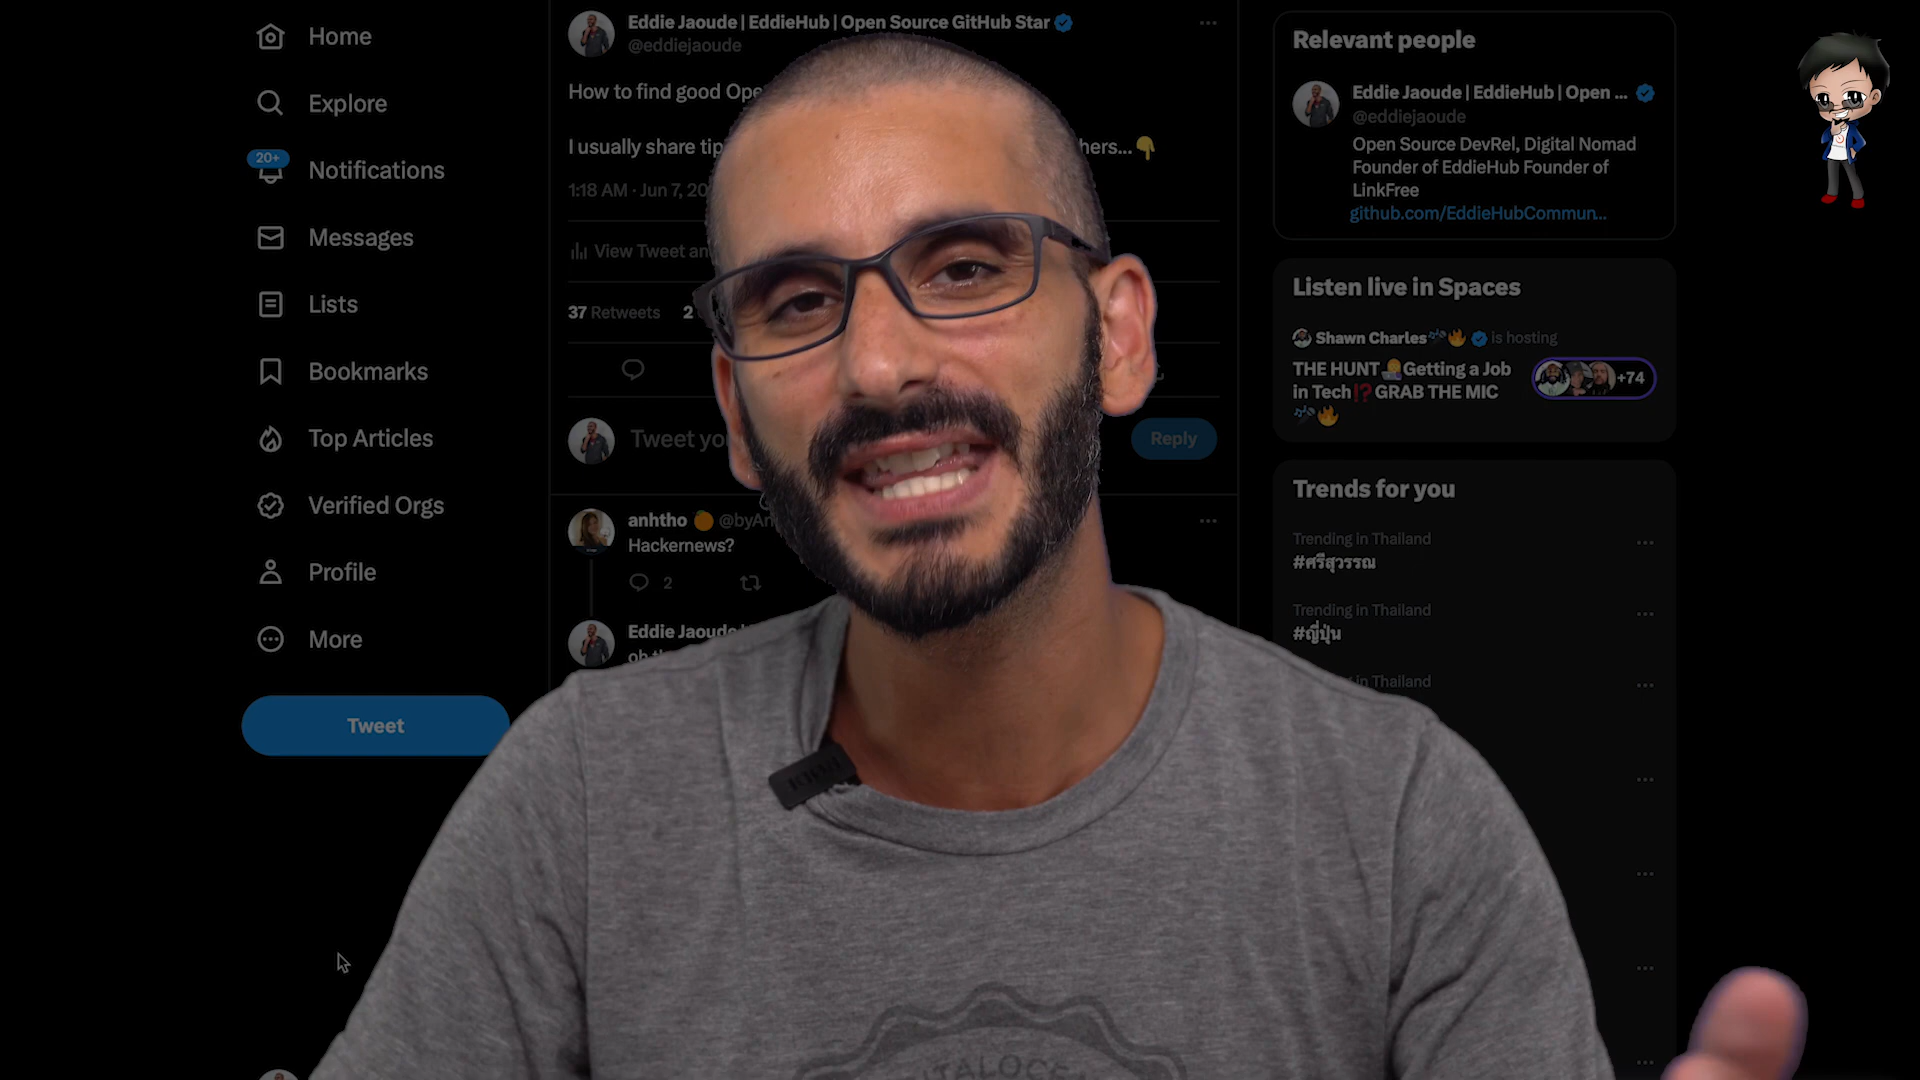 Home
Explore
20+
Notifications
Messages
Lists
Bookmarks
Top Articles
Verified Orgs
Profile
More
Tweet
Eddie Jaoude | EddieHub | Open Source GitHub Star
@eddiejaoude
How to find good Ope
I usually share tip
hers...👇
1:18 AM · Jun 7, 20
View Tweet an
37 Retweets 2
Tweet yo
Reply
anhtho 🍊 @byAn
Hackernews?
2
Eddie Jaoude
oh th
Relevant people
Eddie Jaoude | EddieHub | Open ...
@eddiejaoude
Open Source DevRel, Digital Nomad
Founder of EddieHub Founder of
LinkFree
github.com/EddieHubCommun...
Listen live in Spaces
Shawn Charles🎤🔥 is hosting
THE HUNT Getting a Job
in Tech⁉️ GRAB THE MIC
🎤🔥
+74
Trends for you
Trending in Thailand
#ศรีสุวรรณ
Trending in Thailand
#ญี่ปุ่น
in Thailand
ITALOCE